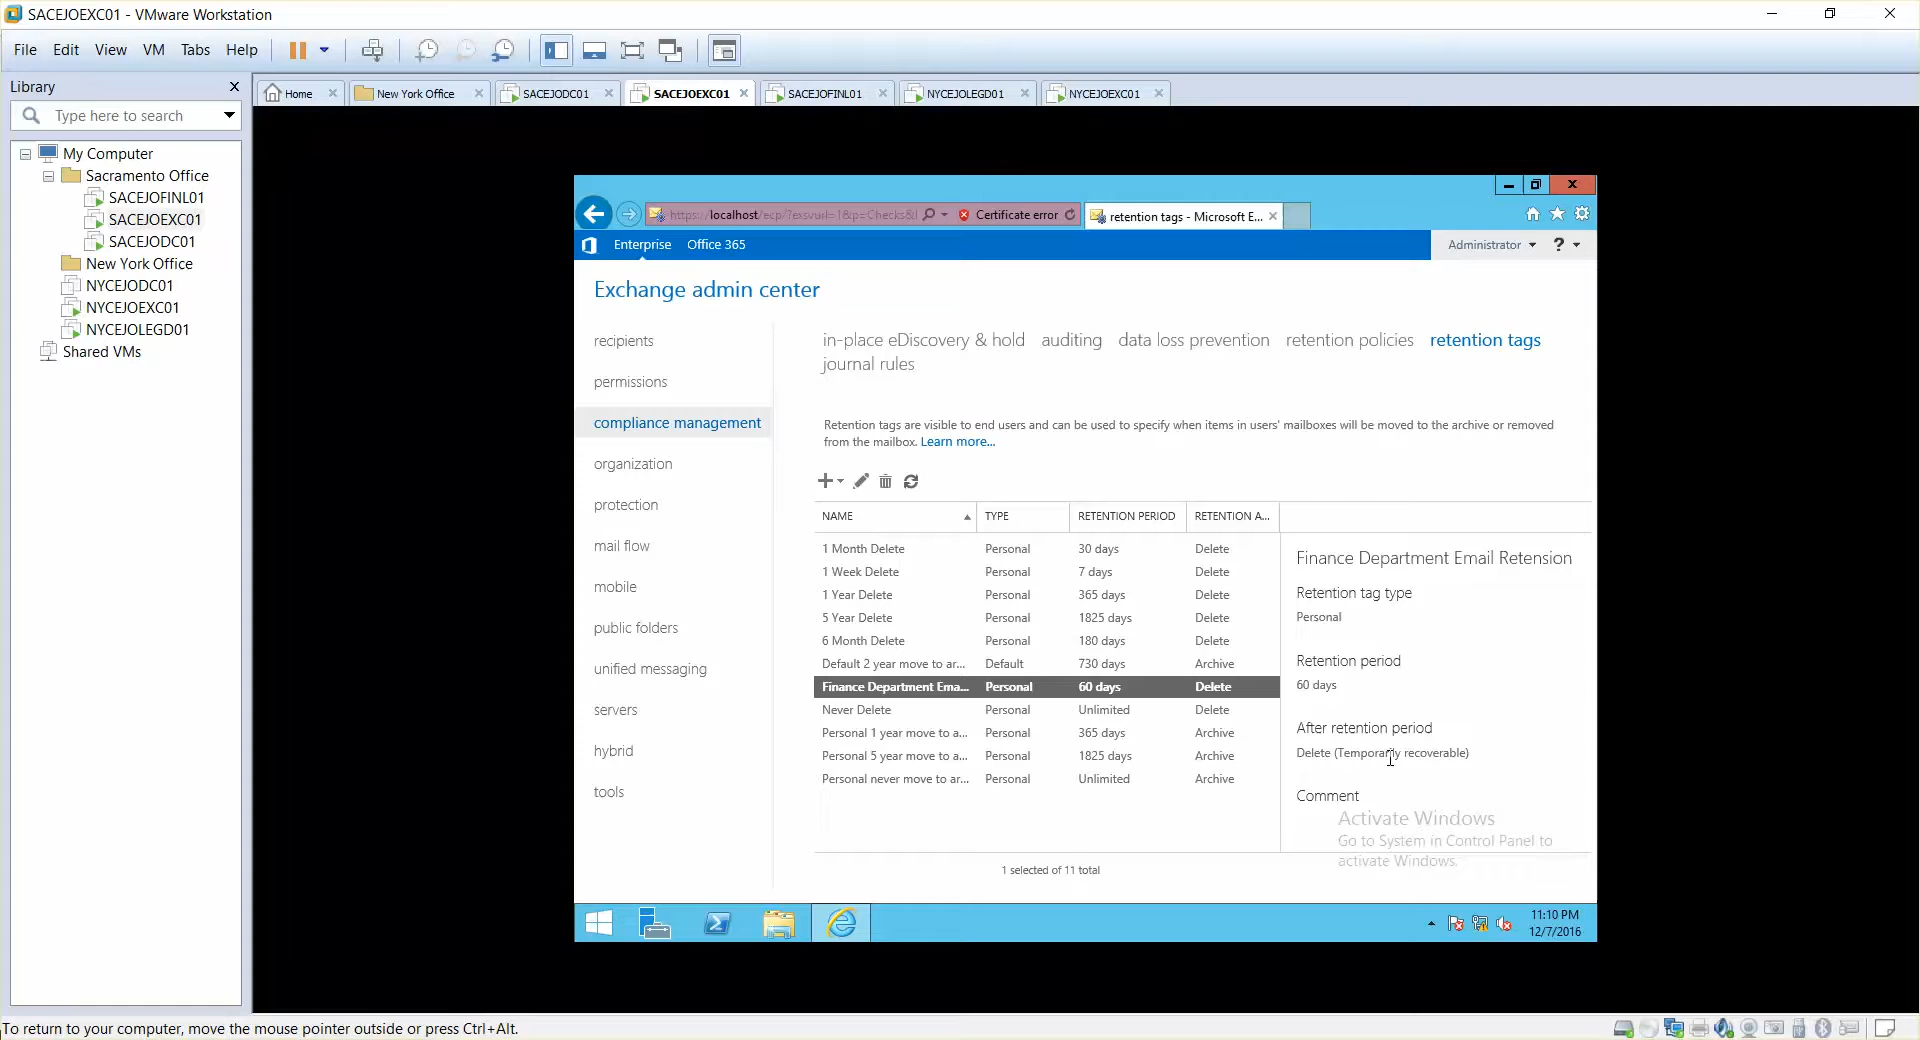 SACEJOEXC01 - VMware Workstation
File Edit View VM Tabs Help
Library
Type here to search
My Computer
Sacramento Office
SACEJOFINL01
SACEJOEXC01
SACEJODC01
New York Office
NYCEJODC01
NYCEJOEXC01
NYCEJOLEGD01
Shared VMs
Home New York Office SACEJODC01 SACEJOEXC01 SACEJOFINL01 NYCEJOLEGD01 NYCEJOEXC01
Certificate error retention tags - Microsoft E...
Enterprise Office 365 Administrator ?
Exchange admin center
recipients
permissions
compliance management
organization
protection
mail flow
mobile
public folders
unified messaging
servers
hybrid
tools
in-place eDiscovery & hold auditing data loss prevention retention policies retention tags
journal rules
Retention tags are visible to end users and can be used to specify when items in users' mailboxes will be moved to the archive or removed
from the mailbox. Learn more...
NAME TYPE RETENTION PERIOD RETENTION A...
1 Month Delete Personal 30 days Delete
1 Week Delete Personal 7 days Delete
1 Year Delete Personal 365 days Delete
5 Year Delete Personal 1825 days Delete
6 Month Delete Personal 180 days Delete
Default 2 year move to ar... Default 730 days Archive
Finance Department Ema... Personal 60 days Delete
Never Delete Personal Unlimited Delete
Personal 1 year move to a... Personal 365 days Archive
Personal 5 year move to a... Personal 1825 days Archive
Personal never move to ar... Personal Unlimited Archive
1 selected of 11 total
Finance Department Email Retension
Retention tag type
Personal
Retention period
60 days
After retention period
Delete (Temporarily recoverable)
Comment
Activate Windows
Go to System in Control Panel to
activate Windows.
11:10 PM
12/7/2016
To return to your computer, move the mouse pointer outside or press Ctrl+Alt.